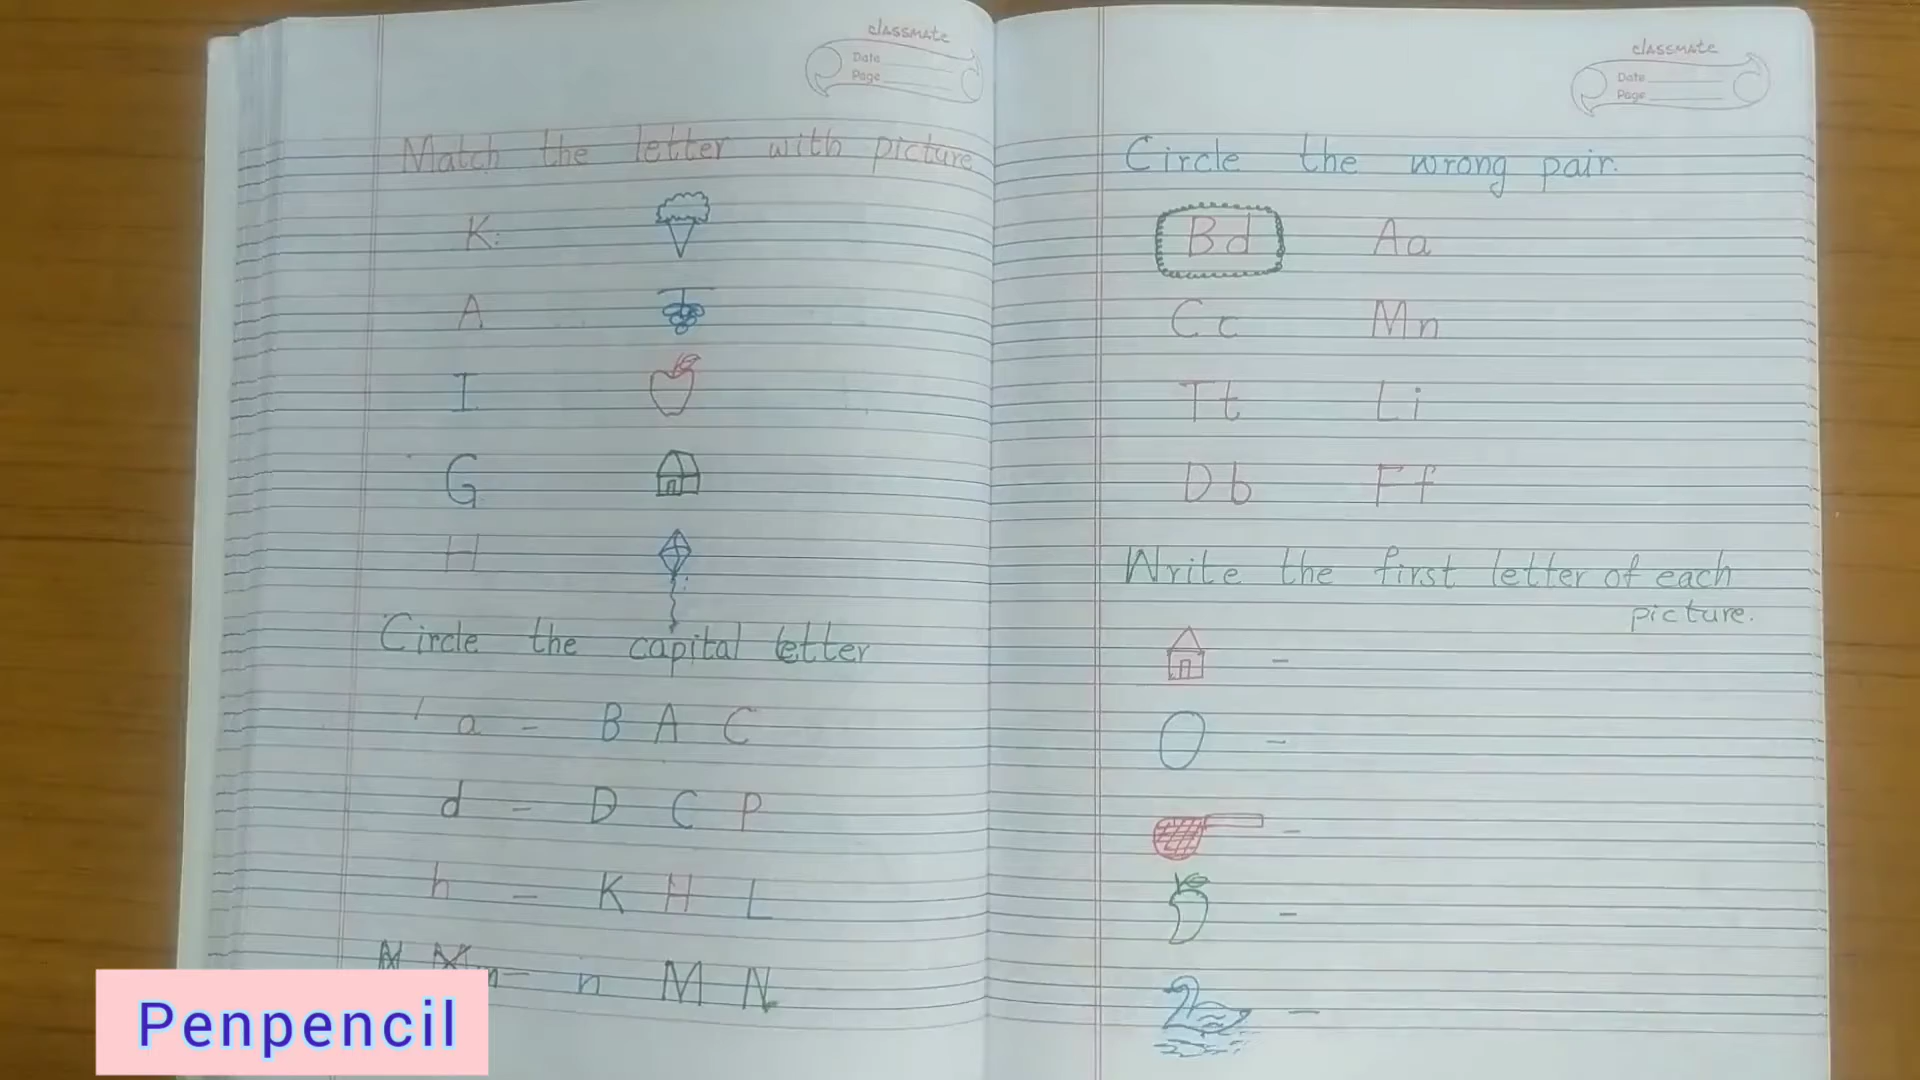 classmate
Date
Page
Match the letter with picture
K
A
I
G
H
Circle the capital letter
a - B A C
d - D C P
h - K H L
n - n M N
classmate
Date
Page
Circle the wrong pair.
Bd Aa
Cc Mn
Tt Li
Db Ff
Write the first letter of each
picture.
-
-
-
-
-
Penpencil